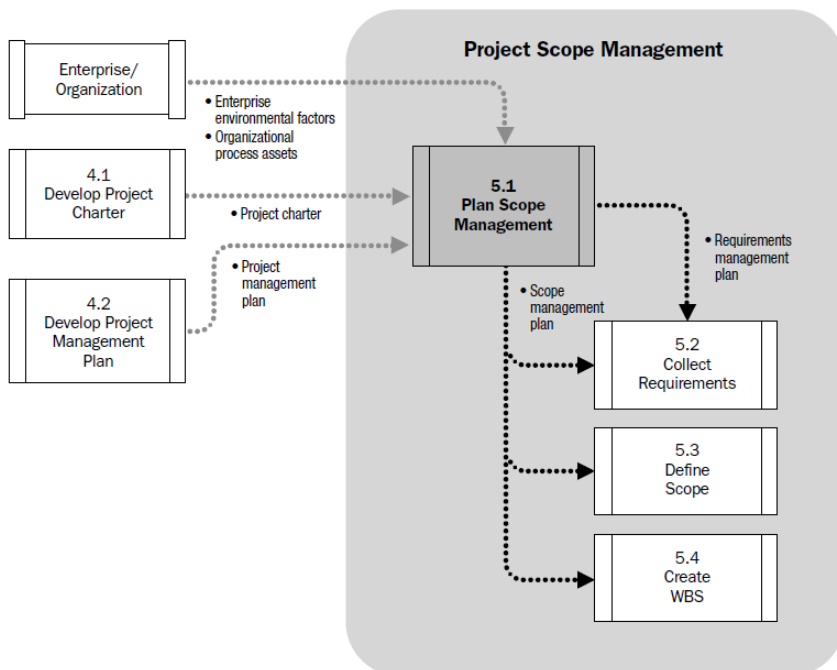 Project Scope Management
Enterprise/
Organization
• Enterprise
environmental factors
• Organizational
process assets
4.1
Develop Project
Charter
• Project charter
5.1
Plan Scope
Management
• Project
management
plan
• Requirements
management
plan
4.2
Develop Project
Management
Plan
• Scope
management
plan
5.2
Collect
Requirements
5.3
Define
Scope
5.4
Create
WBS